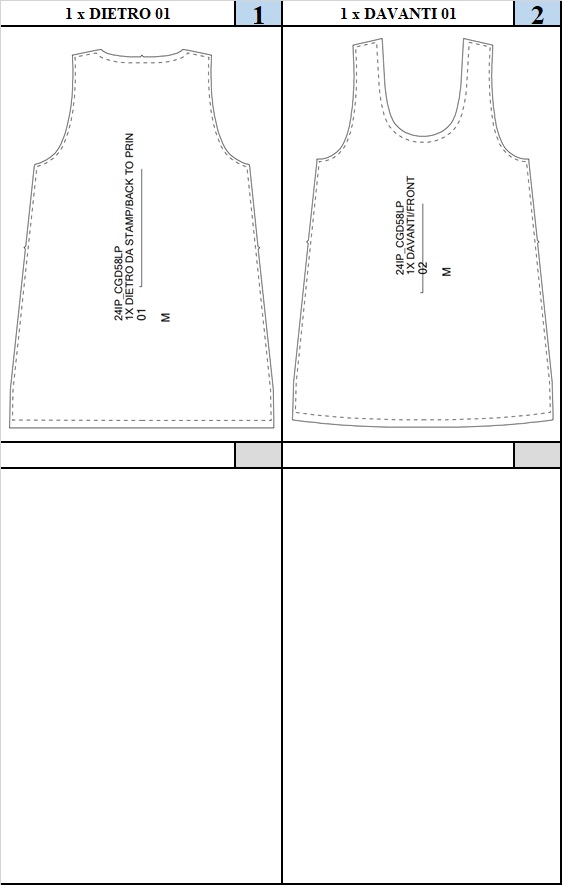 1 x DIETRO 01
1
1 x DAVANTI 01
2
24IP_CGD58LP
1X DIETRO DA STAMP/BACK TO PRIN
01
M
24IP_CGD58LP
1X DAVANTI/FRONT
02
M